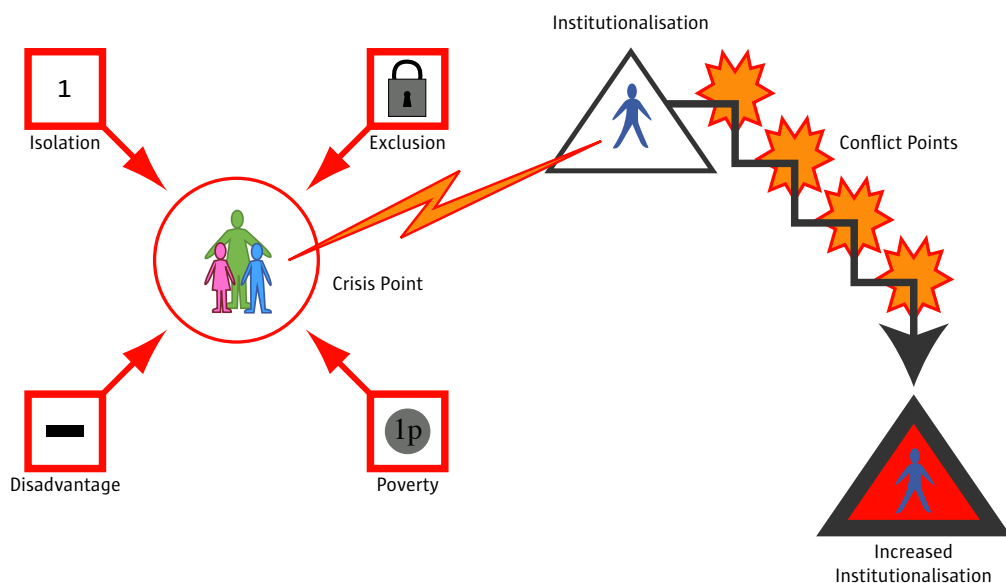 Institutionalisation
1
Isolation
Exclusion
Conflict Points
Crisis Point
1p
Disadvantage
Poverty
Increased
Institutionalisation